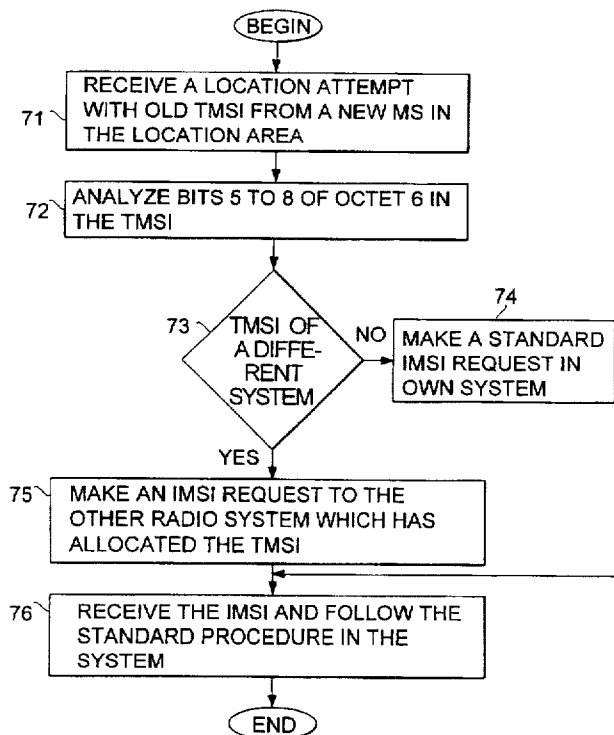 BEGIN
71
RECEIVE A LOCATION ATTEMPT
WITH OLD TMSI FROM A NEW MS IN
THE LOCATION AREA
72
ANALYZE BITS 5 TO 8 OF OCTET 6 IN
THE TMSI
73
TMSI OF
A DIFFE-
RENT
SYSTEM
NO
74
MAKE A STANDARD
IMSI REQUEST IN
OWN SYSTEM
YES
75
MAKE AN IMSI REQUEST TO THE
OTHER RADIO SYSTEM WHICH HAS
ALLOCATED THE TMSI
76
RECEIVE THE IMSI AND FOLLOW THE
STANDARD PROCEDURE IN THE
SYSTEM
END